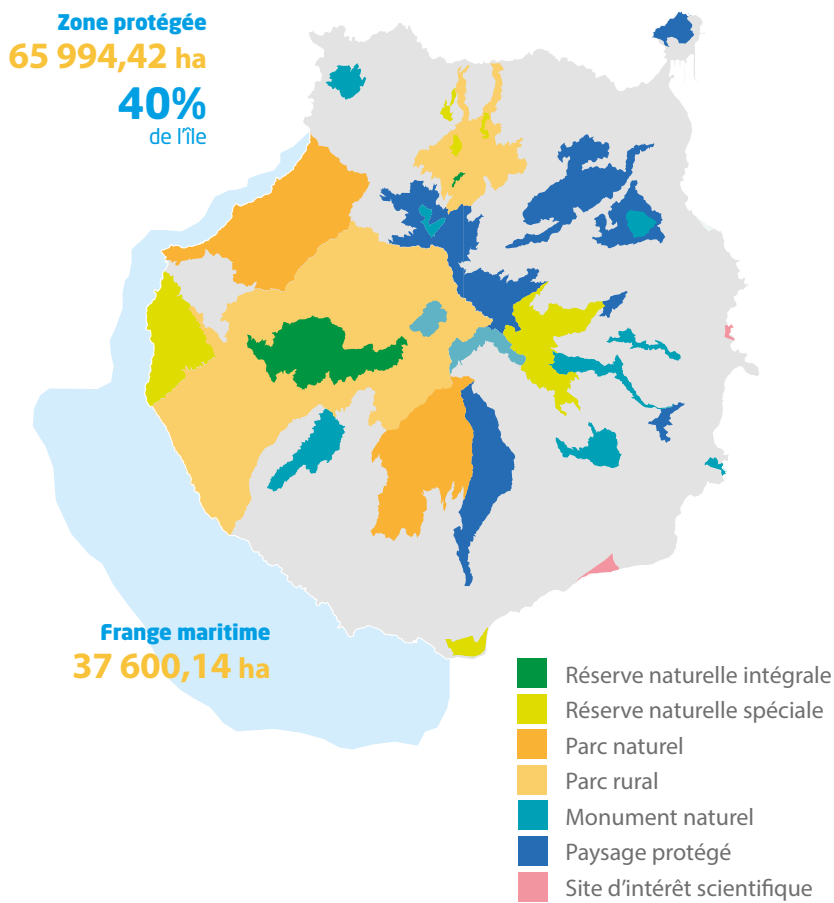 Zone protégée
65 994,42 ha
40%
de l'île
Frange maritime
37 600,14 ha
Réserve naturelle intégrale
Réserve naturelle spéciale
Parc naturel
Parc rural
Monument naturel
Paysage protégé
Site d'intérêt scientifique